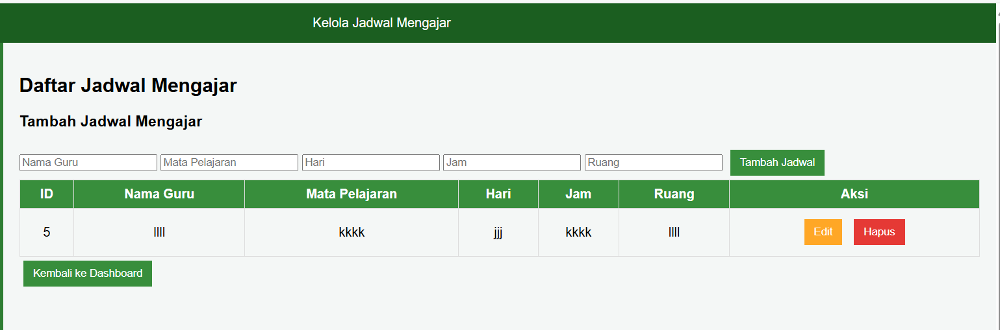 Kelola Jadwal Mengajar
Daftar Jadwal Mengajar
Tambah Jadwal Mengajar
Nama Guru Mata Pelajaran Hari Jam Ruang Tambah Jadwal
ID Nama Guru Mata Pelajaran Hari Jam Ruang Aksi
5 llll kkkk jjj kkkk llll Edit Hapus
Kembali ke Dashboard